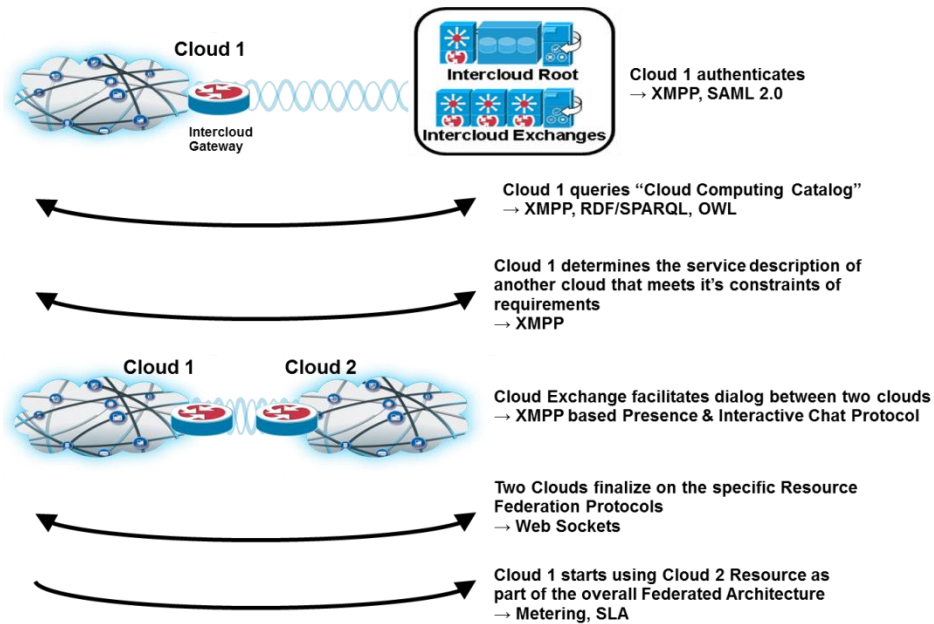 Cloud 1
Intercloud Gateway
Intercloud Root
Intercloud Exchanges
Cloud 1 authenticates
→ XMPP, SAML 2.0
Cloud 1 queries “Cloud Computing Catalog”
→ XMPP, RDF/SPARQL, OWL
Cloud 1 determines the service description of
another cloud that meets it’s constraints of
requirements
→ XMPP
Cloud 1
Cloud 2
Cloud Exchange facilitates dialog between two clouds
→ XMPP based Presence & Interactive Chat Protocol
Two Clouds finalize on the specific Resource
Federation Protocols
→ Web Sockets
Cloud 1 starts using Cloud 2 Resource as
part of the overall Federated Architecture
→ Metering, SLA